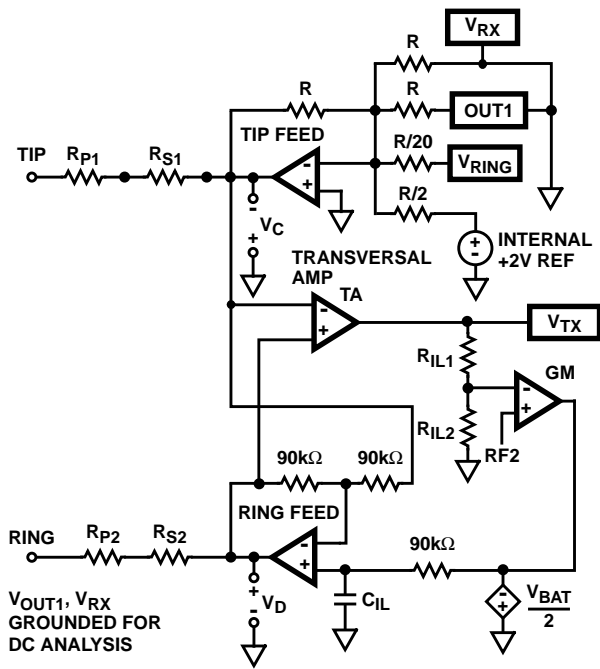 VRX
R
R
R
OUT1
TIP FEED
TIP
RP1
RS1
-
+
R/20
VRING
R/2
-
VC
+
+
-
INTERNAL
+2V REF
TRANSVERSAL
AMP
TA
-
+
VTX
RIL1
GM
-
+
RIL2
RF2
90kΩ
90kΩ
RING FEED
RING
RP2
RS2
-
+
90kΩ
VOUT1, VRX
GROUNDED FOR
DC ANALYSIS
+
VD
-
CIL
-
+
VBAT
2